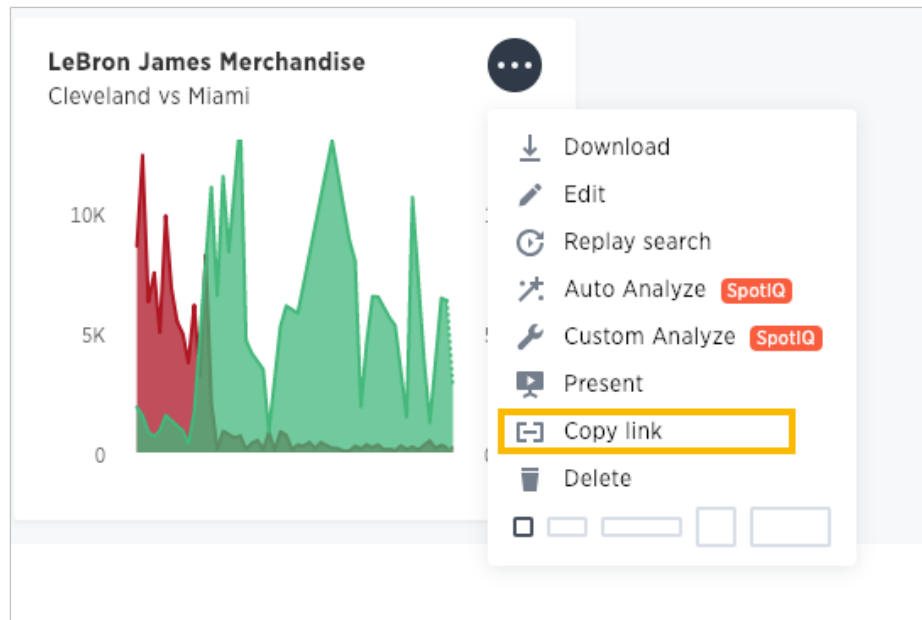 LeBron James Merchandise
Cleveland vs Miami
10K
5K
0
Download
Edit
Replay search
Auto Analyze SpotIQ
Custom Analyze SpotIQ
Present
Copy link
Delete